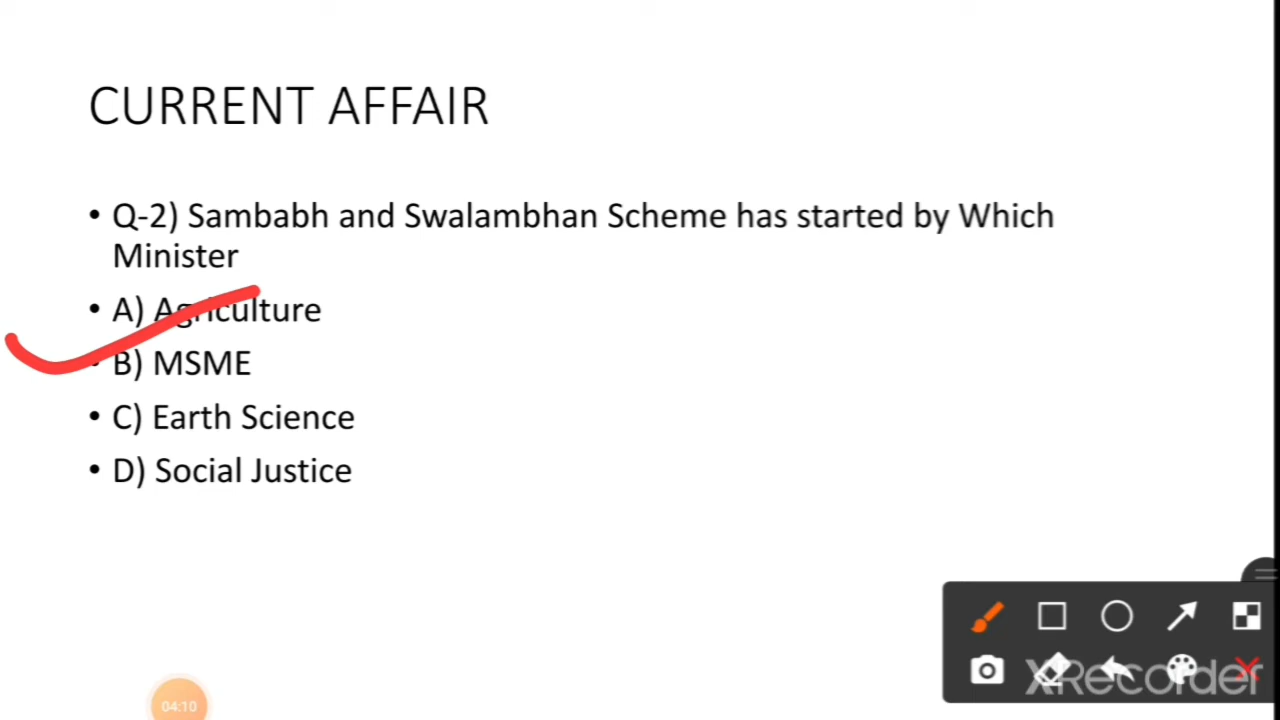 CURRENT AFFAIR
• Q-2) Sambabh and Swalambhan Scheme has started by Which
Minister
• A) Agriculture
• B) MSME
• C) Earth Science
• D) Social Justice
XRecorder
04:10